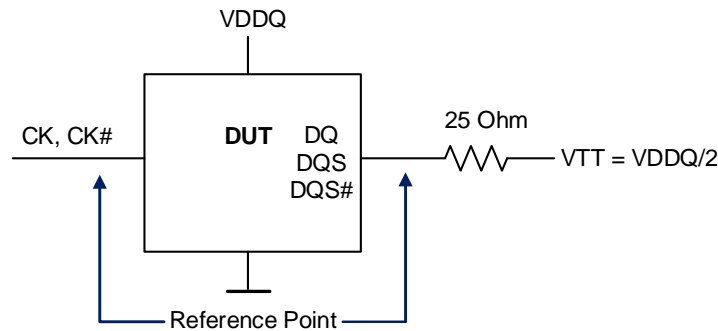 VDDQ
CK, CK#
DUT
DQ
DQS
DQS#
25 Ohm
VTT = VDDQ/2
Reference Point